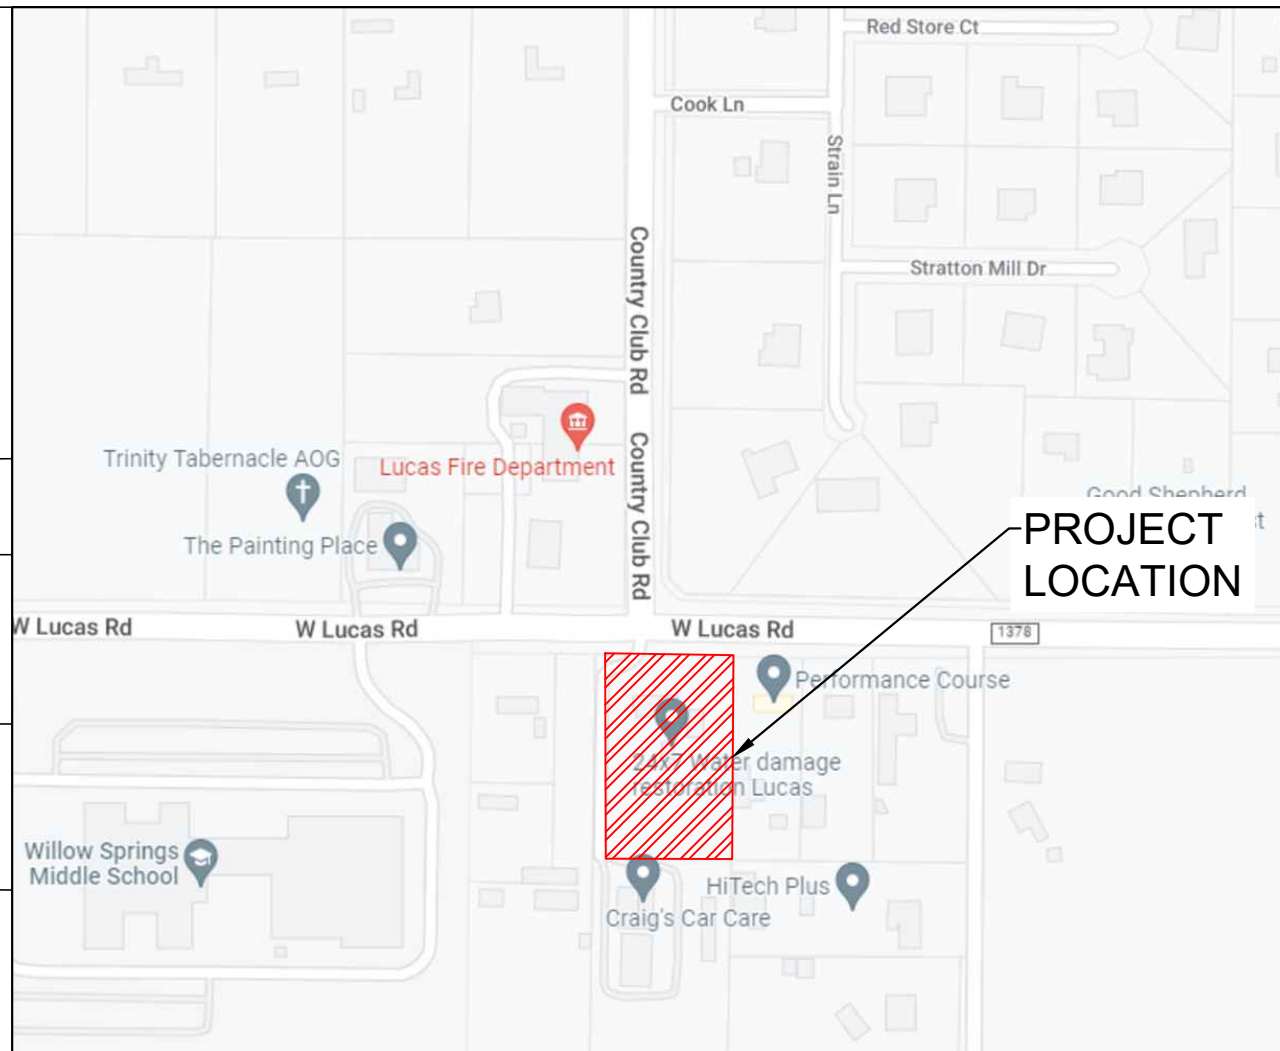 Red Store Ct
Cook Ln
Strain Ln
Country Club Rd
Stratton Mill Dr
Country Club Rd
Trinity Tabernacle AOG
Lucas Fire Department
The Painting Place
Good Shepherd
st
PROJECT
LOCATION
W Lucas Rd
W Lucas Rd
W Lucas Rd
1378
Performance Course
24x7 Water damage
restoration Lucas
Willow Springs
Middle School
HiTech Plus
Craig's Car Care